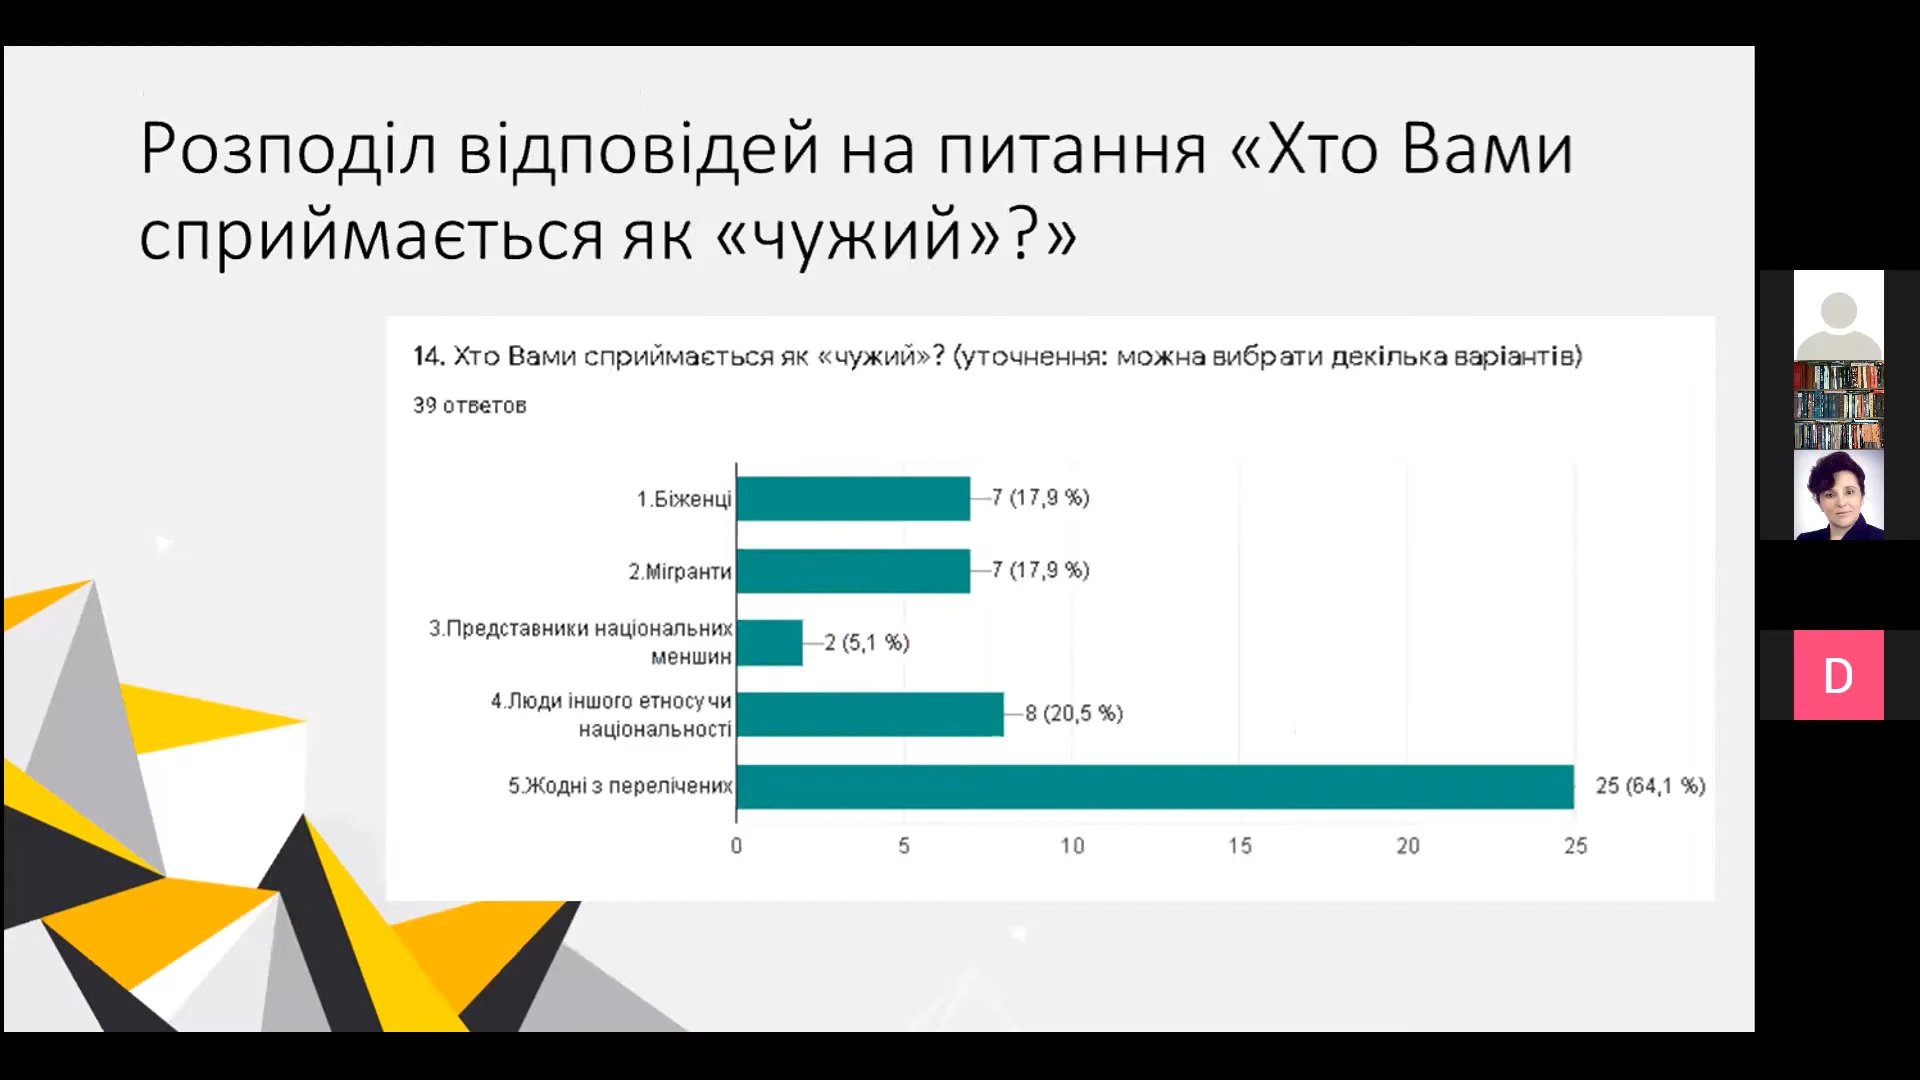 Розподіл відповідей на питання «Хто Вами
сприймається як «чужий»?»
14. Хто Вами сприймається як «чужий»? (уточнення: можна вибрати декілька варіантів)
39 ответов
1.Біженці
7 (17,9 %)
2.Мігранти
7 (17,9 %)
3.Представники національних
меншин
2 (5,1 %)
4.Люди іншого етносу чи
національності
8 (20,5 %)
5.Жодні з перелічених
25 (64,1 %)
0 5 10 15 20 25
D